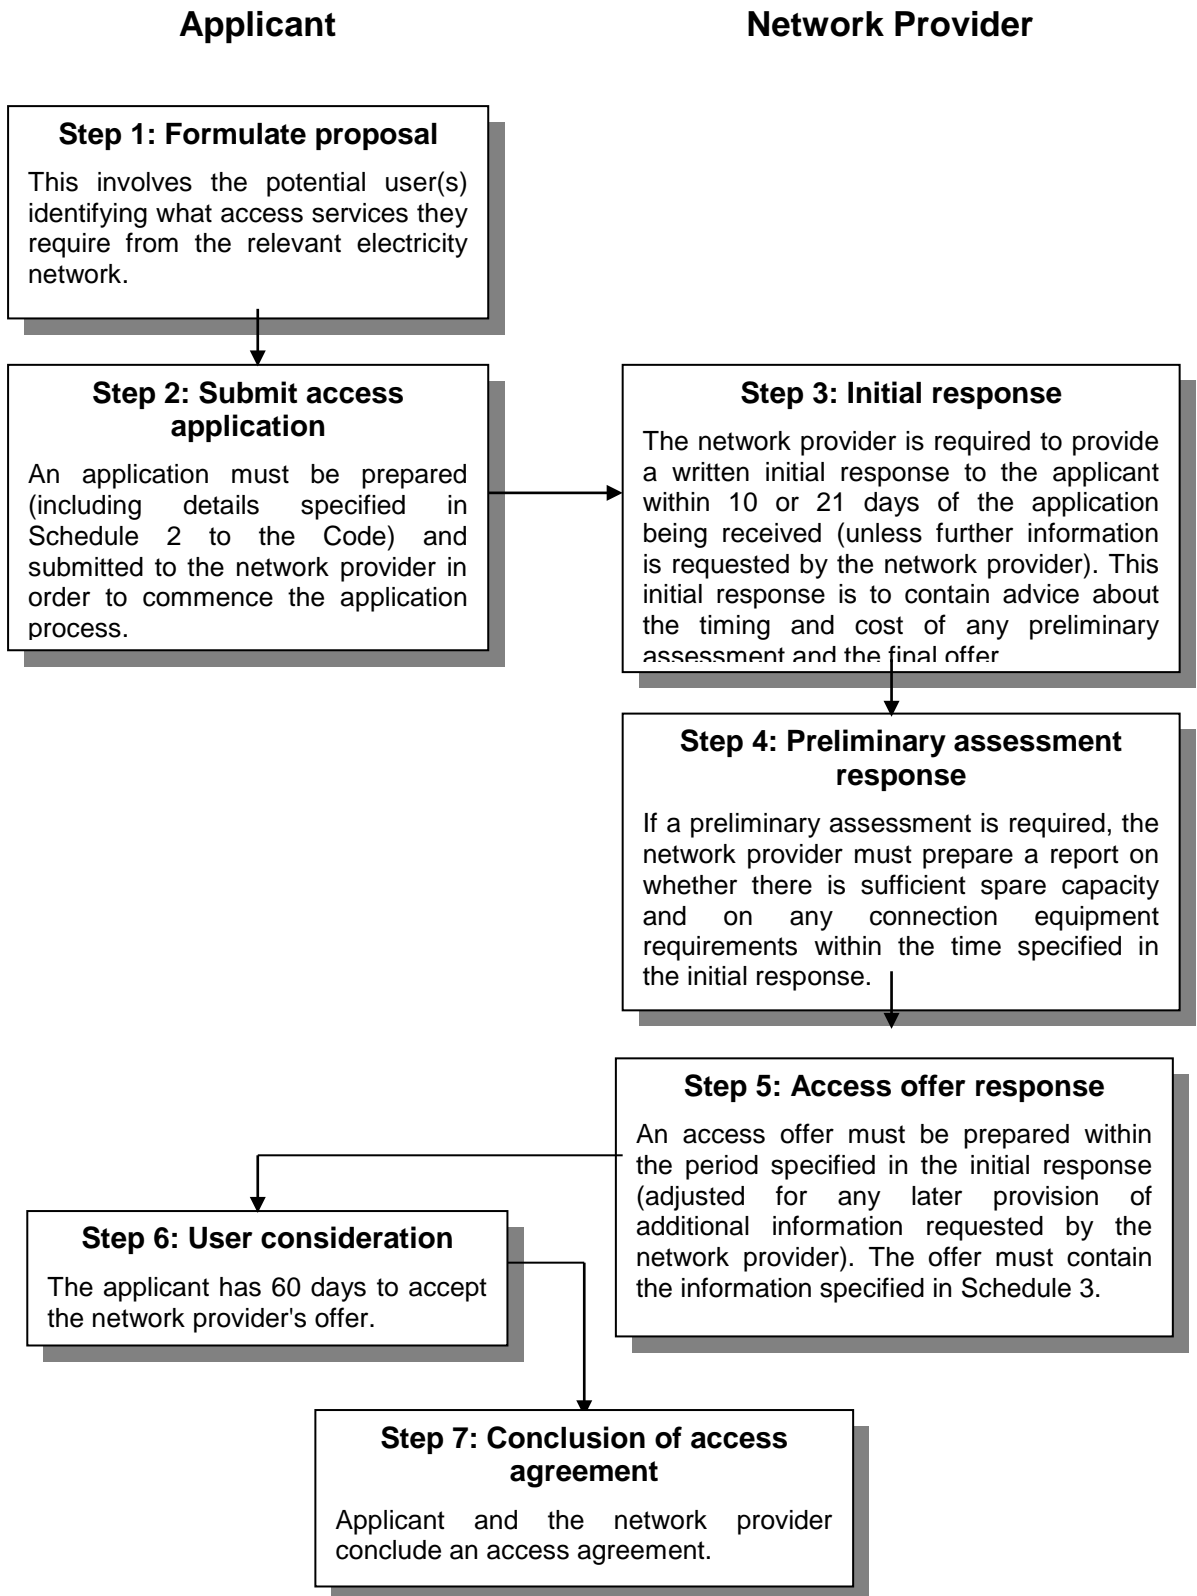 Applicant
Network Provider
Step 1: Formulate proposal
This involves the potential user(s)
identifying what access services they
require from the relevant electricity
network.
Step 2: Submit access
application
An application must be prepared
(including details specified in
Schedule 2 to the Code) and
submitted to the network provider in
order to commence the application
process.
Step 3: Initial response
The network provider is required to provide
a written initial response to the applicant
within 10 or 21 days of the application
being received (unless further information
is requested by the network provider). This
initial response is to contain advice about
the timing and cost of any preliminary
assessment and the final offer
Step 4: Preliminary assessment
response
If a preliminary assessment is required, the
network provider must prepare a report on
whether there is sufficient spare capacity
and on any connection equipment
requirements within the time specified in
the initial response.
Step 5: Access offer response
An access offer must be prepared within
the period specified in the initial response
(adjusted for any later provision of
additional information requested by the
network provider). The offer must contain
the information specified in Schedule 3.
Step 6: User consideration
The applicant has 60 days to accept
the network provider's offer.
Step 7: Conclusion of access
agreement
Applicant and the network provider
conclude an access agreement.